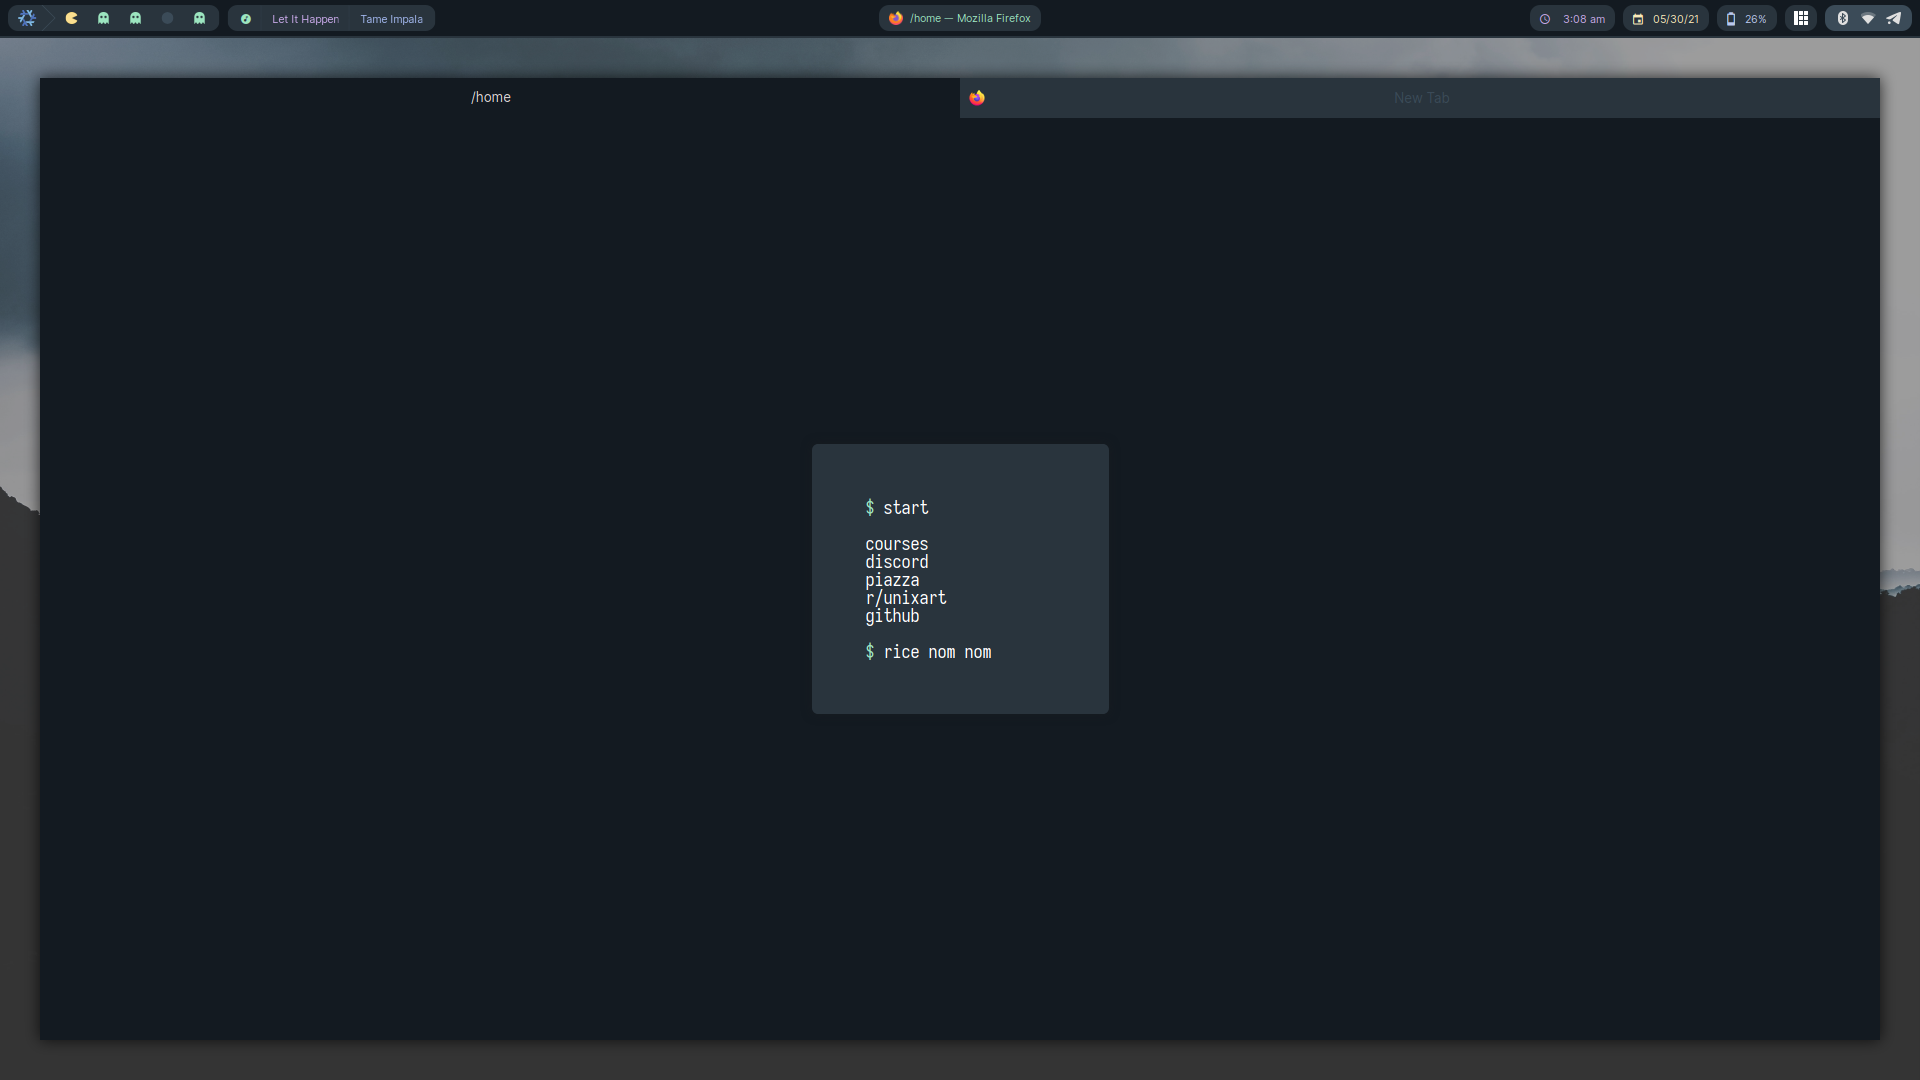 Let It Happen Tame Impala
/home — Mozilla Firefox
3:08 am
05/30/21
26%
/home
New Tab
$ start
courses
discord
piazza
r/unixart
github
$ rice nom nom